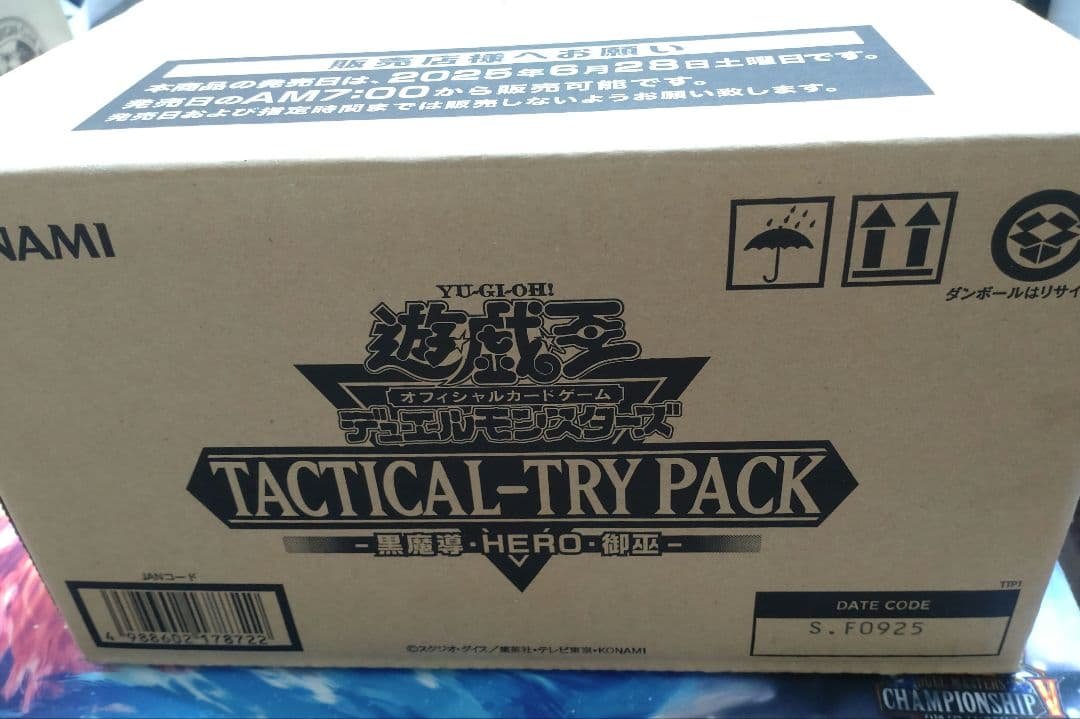 販売店様へお願い
本商品の発売日は、2025年6月28日土曜日です。
発売日のAM7:00から販売可能です。
発売日および指定時間までは販売しないようお願い致します。
NAMI
ダンボールはリサイ
YU-GI-OH!
遊戯王
オフィシャルカードゲーム
デュエルモンスターズ
TACTICAL-TRY PACK
-黒魔導・HERO・御巫-
JANコード
4 988602 178722
TTP1
DATE CODE
S.F0925
©スタジオ・ダイス/集英社・テレビ東京・KONAMI
DUEL MASTERS
CHAMPIONSHIP